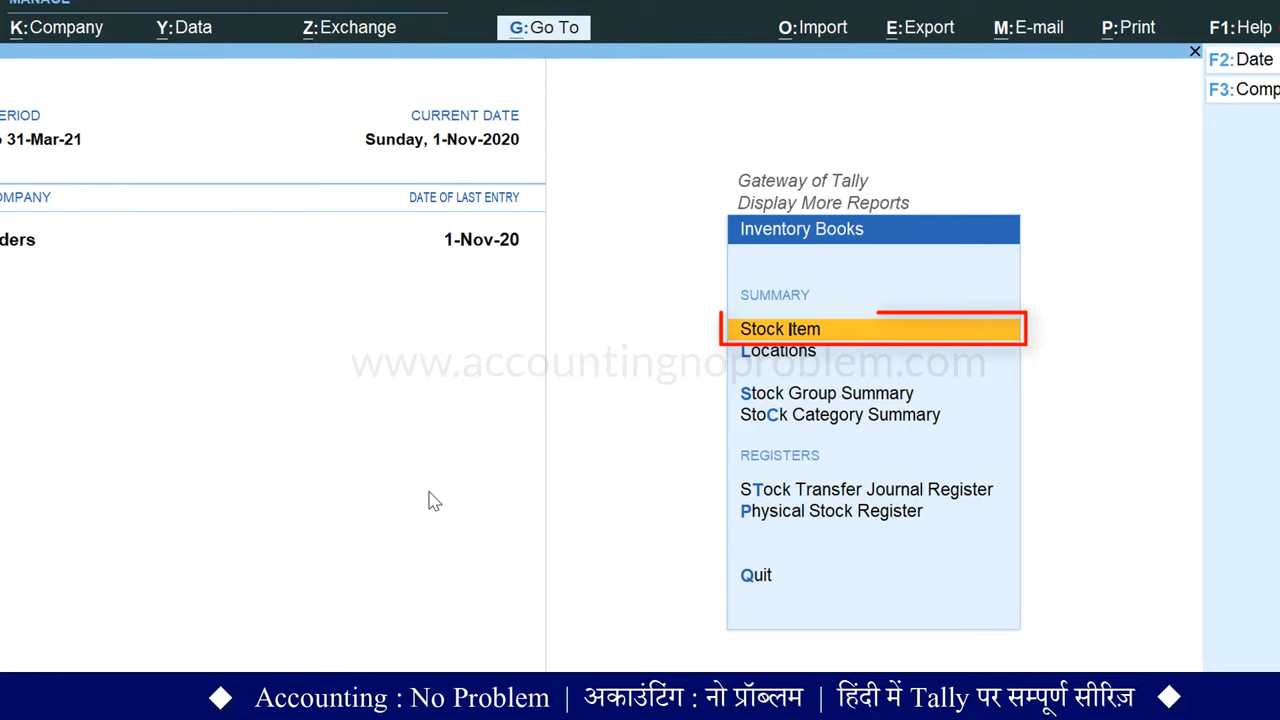 MANAGE
K:Company Y:Data Z:Exchange G:Go To O:Import E:Export M:E-mail P:Print F1:Help
F2:Date
F3:Comp
ERIOD CURRENT DATE
31-Mar-21 Sunday, 1-Nov-2020
OMPANY DATE OF LAST ENTRY
ders 1-Nov-20
Gateway of Tally
Display More Reports
Inventory Books
SUMMARY
Stock Item
Locations
www.accountingnoproblem.com
Stock Group Summary
StoCk Category Summary
REGISTERS
STock Transfer Journal Register
Physical Stock Register
Quit
Accounting : No Problem | अकाउंटिंग : नो प्रॉब्लम | हिंदी में Tally पर सम्पूर्ण सीरिज़